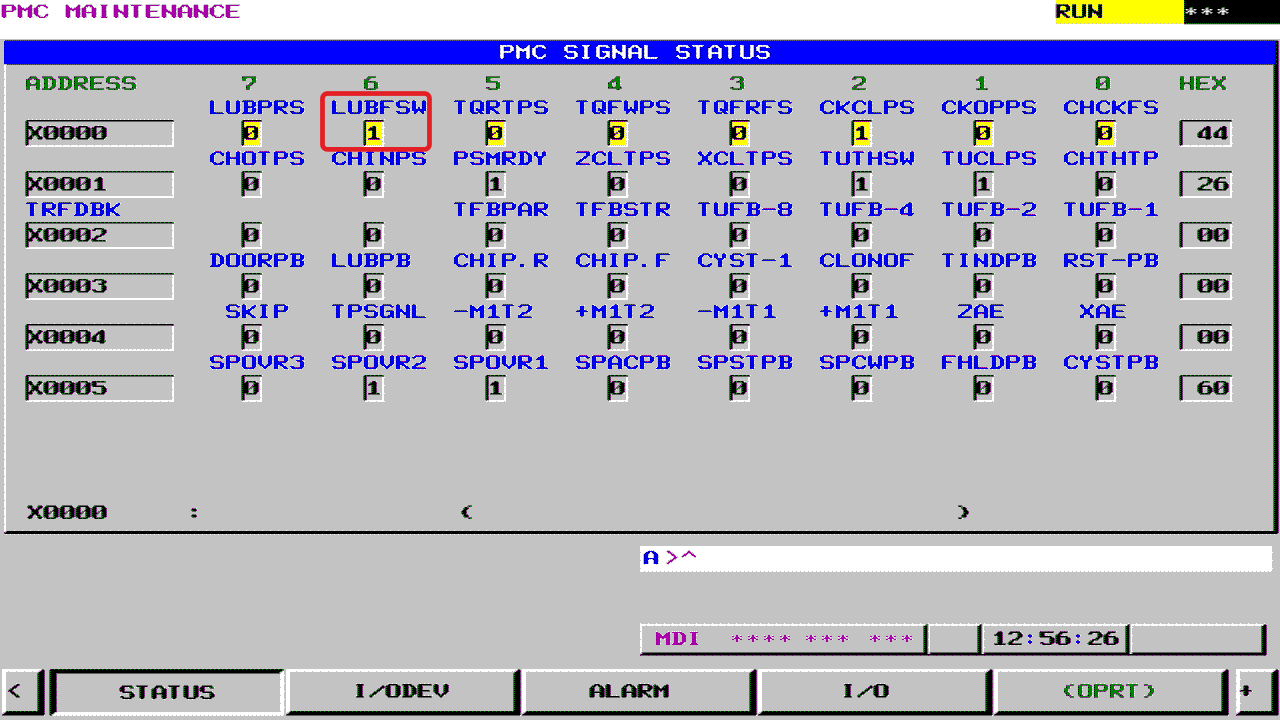 PMC MAINTENANCE RUN ***
PMC SIGNAL STATUS
ADDRESS 7 6 5 4 3 2 1 0 HEX
LUBPRS LUBFSW TQRTPS TQFWPS TQFRFS CKCLPS CKOPPS CHCKFS
X0000 0 1 0 0 0 1 0 0 44
CHOTPS CHINPS PSMRDY ZCLTPS XCLTPS TUTHSW TUCLPS CHTHTP
X0001 0 0 1 0 0 1 1 0 26
TRFDBK TFBPAR TFBSTR TUFB-8 TUFB-4 TUFB-2 TUFB-1
X0002 0 0 0 0 0 0 0 0 00
DOORPB LUBPB CHIP.R CHIP.F CYST-1 CLONOF TINDPB RST-PB
X0003 0 0 0 0 0 0 0 0 00
SKIP TPSGNL -M1T2 +M1T2 -M1T1 +M1T1 ZAE XAE
X0004 0 0 0 0 0 0 0 0 00
SPOVR3 SPOVR2 SPOVR1 SPACPB SPSTPB SPCWPB FHLDPB CYSTPB
X0005 0 1 1 0 0 0 0 0 60
X0000 : ( )
A >^
MDI **** *** *** 12:56:26
< STATUS I/ODEV ALARM I/O (OPRT) +